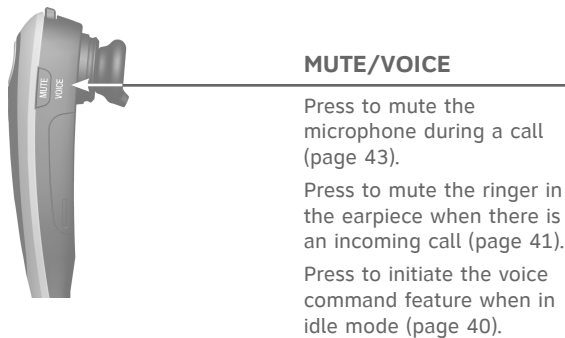 MUTE
VOICE
MUTE/VOICE
Press to mute the
microphone during a call
(page 43).
Press to mute the ringer in
the earpiece when there is
an incoming call (page 41).
Press to initiate the voice
command feature when in
idle mode (page 40).